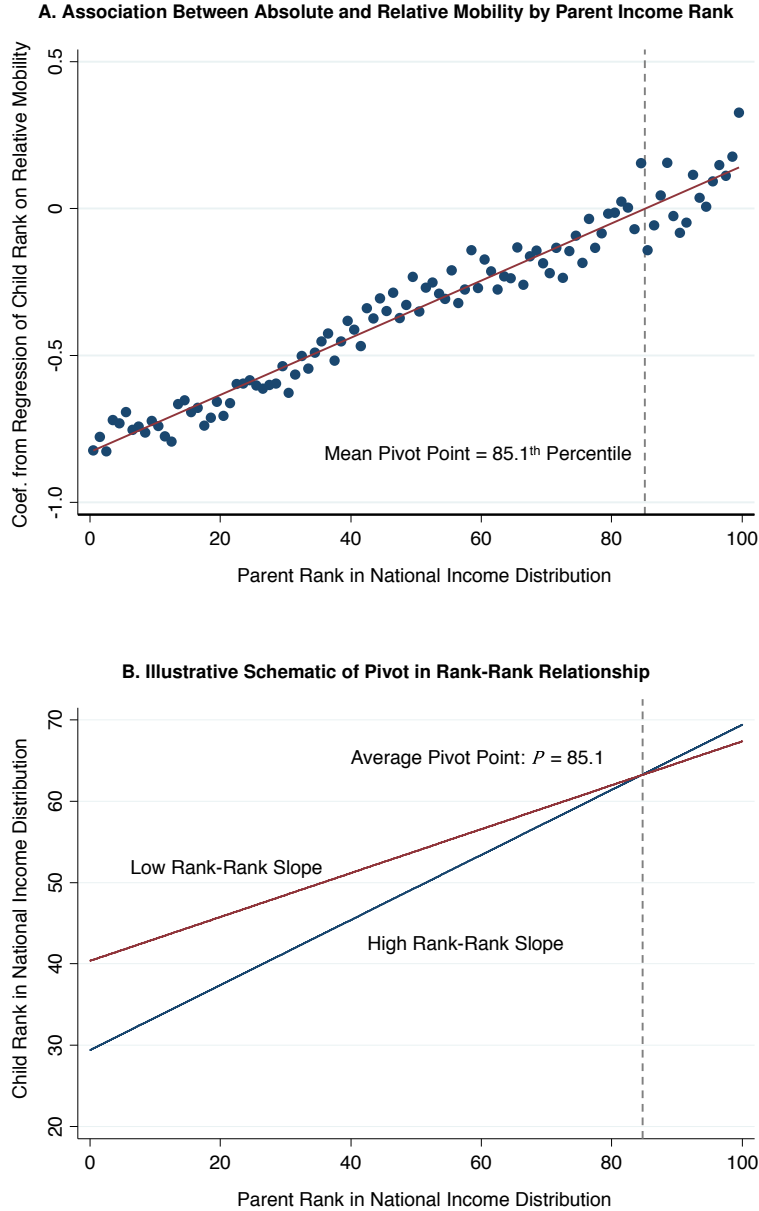 A. Association Between Absolute and Relative Mobility by Parent Income Rank
Coef. from Regression of Child Rank on Relative Mobility
0.5
0
-0.5
-1.0
Mean Pivot Point = 85.1th Percentile
0 20 40 60 80 100
Parent Rank in National Income Distribution
B. Illustrative Schematic of Pivot in Rank-Rank Relationship
Child Rank in National Income Distribution
70
60
50
40
30
20
Average Pivot Point: P = 85.1
Low Rank-Rank Slope
High Rank-Rank Slope
0 20 40 60 80 100
Parent Rank in National Income Distribution